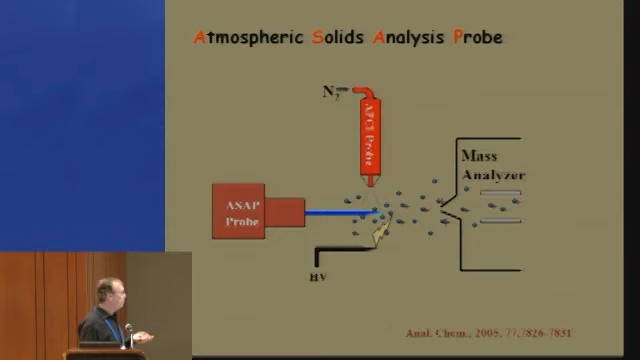 Atmospheric Solids Analysis Probe
N2
APCI Probe
Mass
Analyzer
ASAP
Probe
HV
Anal. Chem., 2005, 77,7826-7831